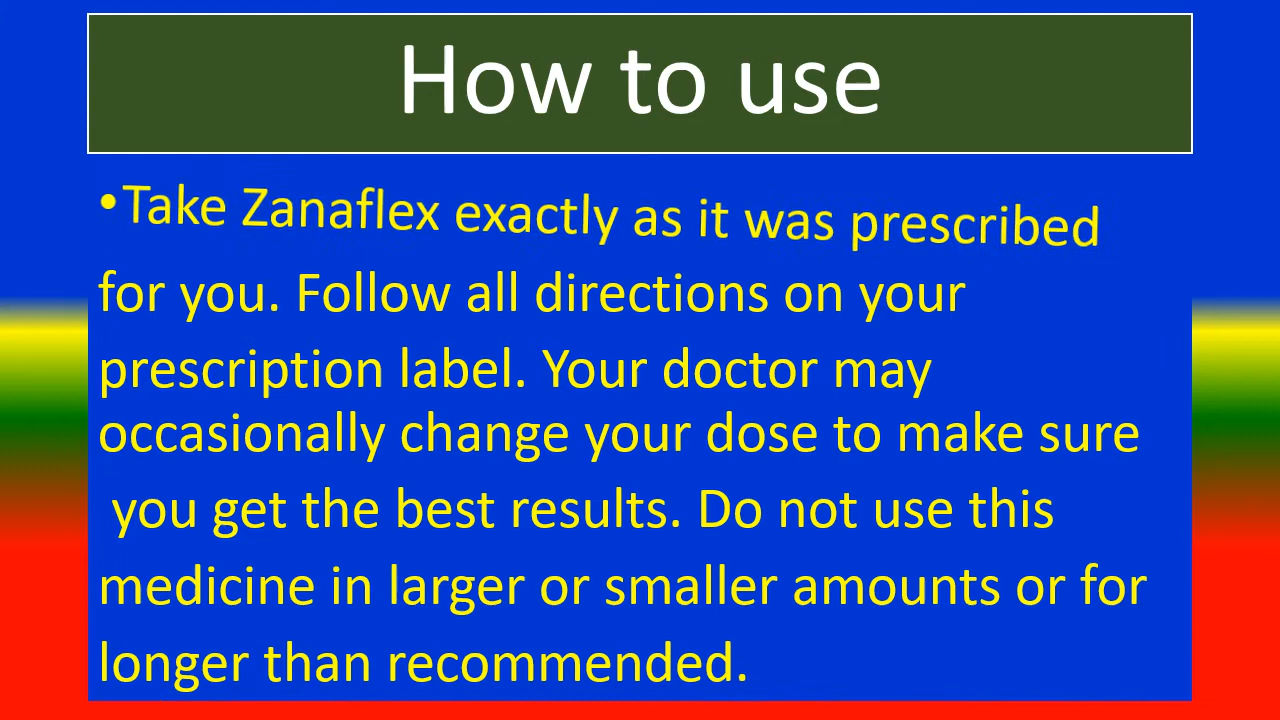 How to use
•Take Zanaflex exactly as it was prescribed
for you. Follow all directions on your
prescription label. Your doctor may
occasionally change your dose to make sure
you get the best results. Do not use this
medicine in larger or smaller amounts or for
longer than recommended.